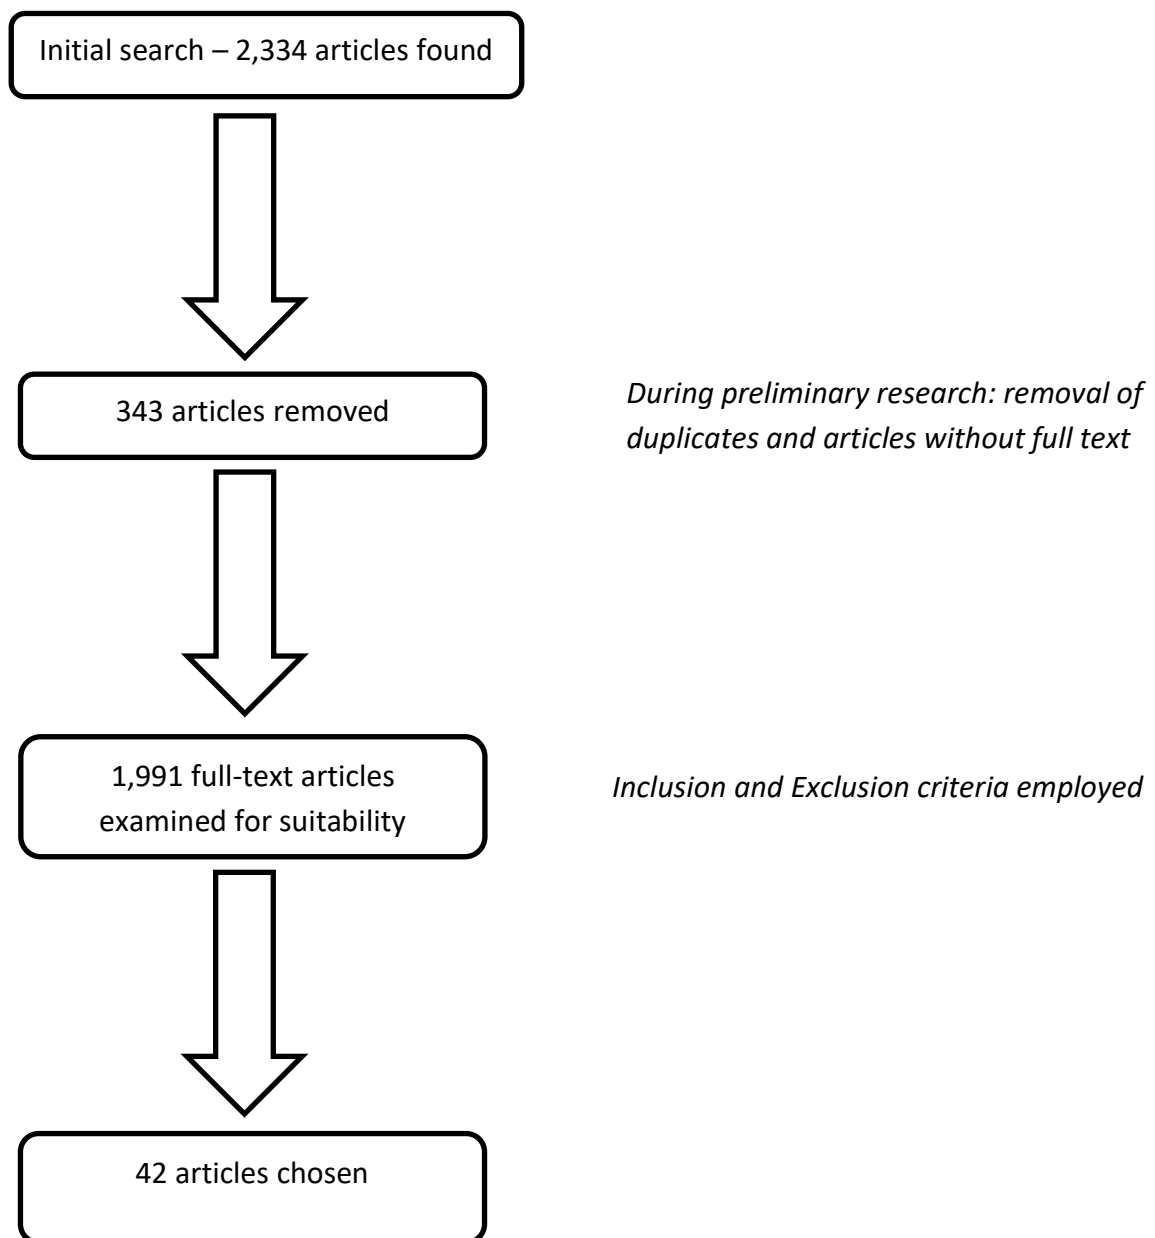 Initial search – 2,334 articles found
343 articles removed
During preliminary research: removal of
duplicates and articles without full text
1,991 full-text articles
examined for suitability
Inclusion and Exclusion criteria employed
42 articles chosen